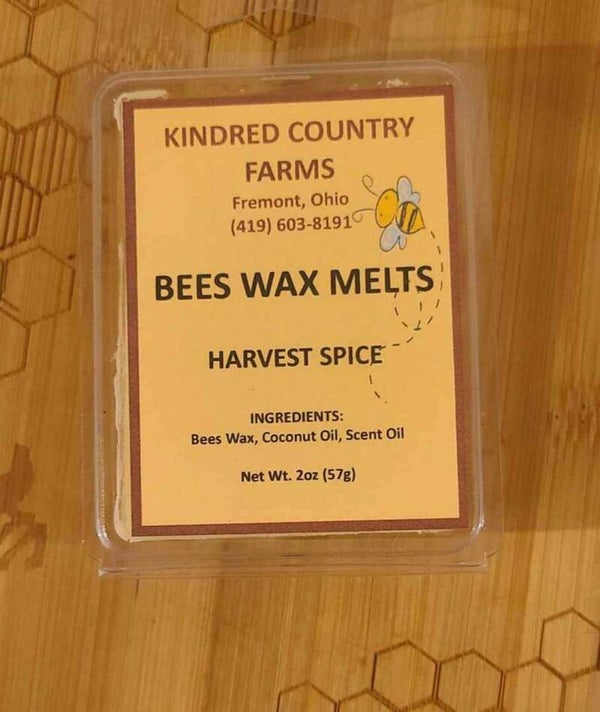 KINDRED COUNTRY
FARMS
Fremont, Ohio
(419) 603-8191
BEES WAX MELTS
HARVEST SPICE
INGREDIENTS:
Bees Wax, Coconut Oil, Scent Oil
Net Wt. 2oz (57g)